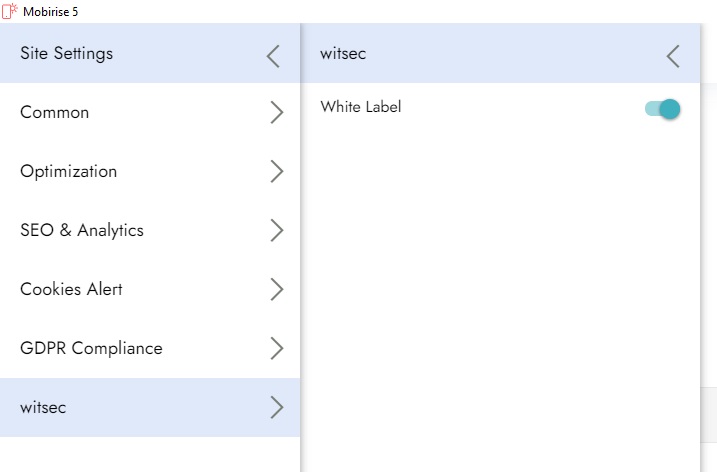 Mobirise 5
Site Settings
Common
Optimization
SEO & Analytics
Cookies Alert
GDPR Compliance
witsec
witsec
White Label